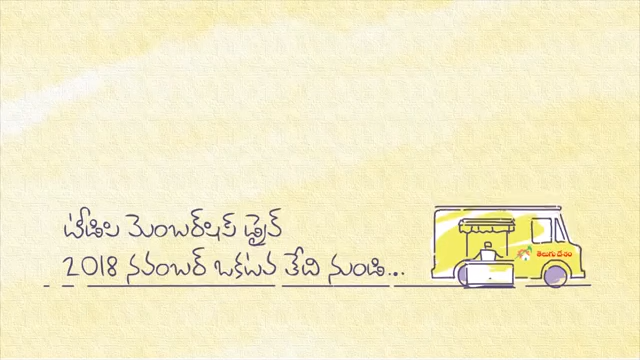 టీడీపీ మెంబర్‌షిప్ డ్రైవ్
2018 నవంబర్ ఒకటవ తేది నుండి...
తెలుగుదేశం